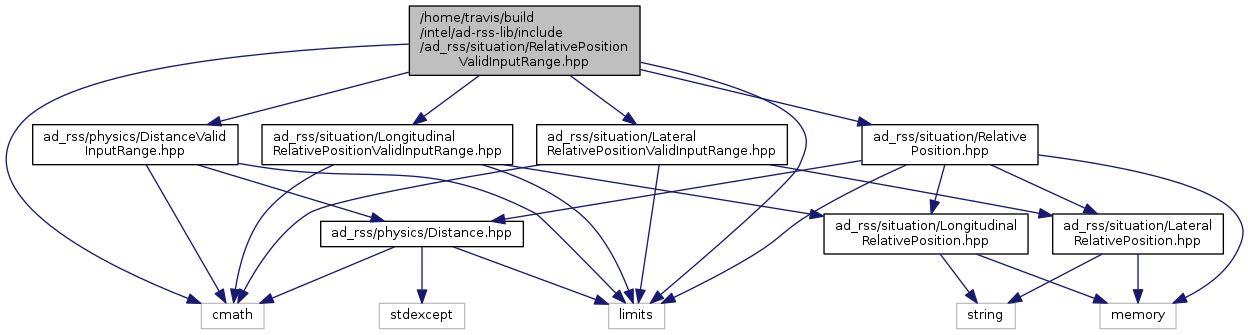 /home/travis/build
/intel/ad-rss-lib/include
/ad_rss/situation/RelativePosition
ValidInputRange.hpp
ad_rss/physics/DistanceValid
InputRange.hpp
ad_rss/situation/Longitudinal
RelativePositionValidInputRange.hpp
ad_rss/situation/Lateral
RelativePositionValidInputRange.hpp
ad_rss/situation/Relative
Position.hpp
ad_rss/physics/Distance.hpp
ad_rss/situation/Longitudinal
RelativePosition.hpp
ad_rss/situation/Lateral
RelativePosition.hpp
cmath
stdexcept
limits
string
memory